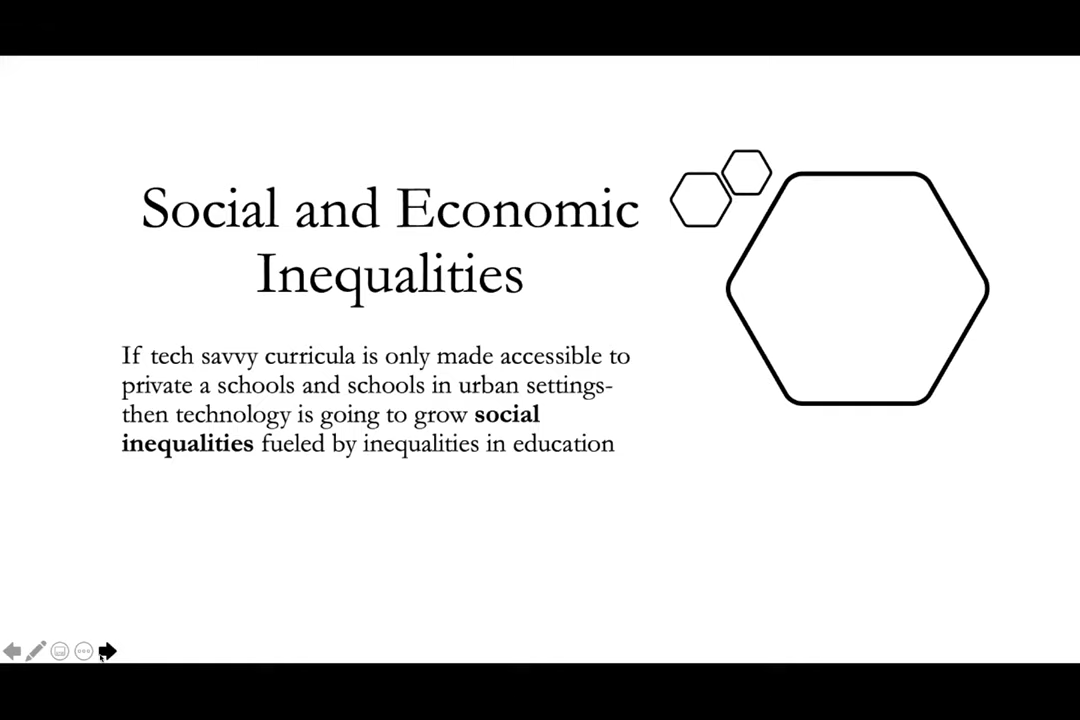 Social and Economic
Inequalities
If tech savvy curricula is only made accessible to
private a schools and schools in urban settings-
then technology is going to grow social
inequalities fueled by inequalities in education